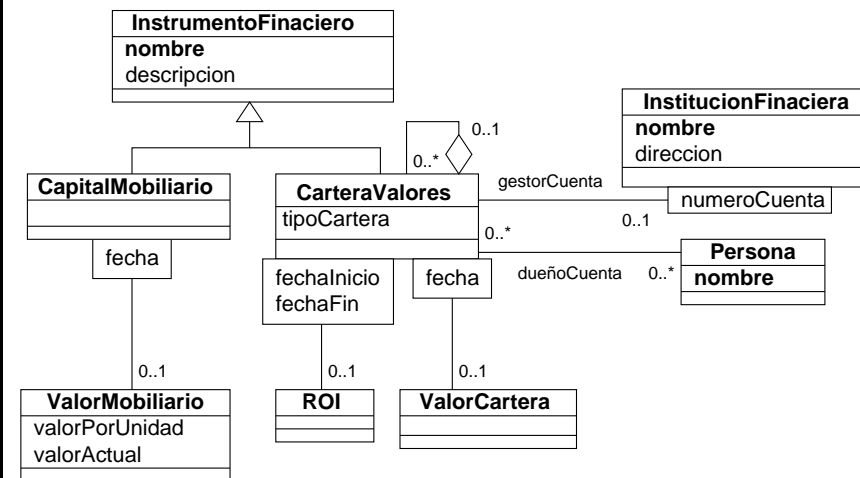 InstrumentoFinaciero
nombre
descripcion
InstitucionFinaciera
nombre
direccion
numeroCuenta
0..1
0..*
CapitalMobiliario
fecha
CarteraValores
tipoCartera
gestorCuenta
0..1
0..*
dueñoCuenta
0..*
Persona
nombre
fechaInicio
fechaFin
fecha
0..1
0..1
0..1
ValorMobiliario
valorPorUnidad
valorActual
ROI
ValorCartera